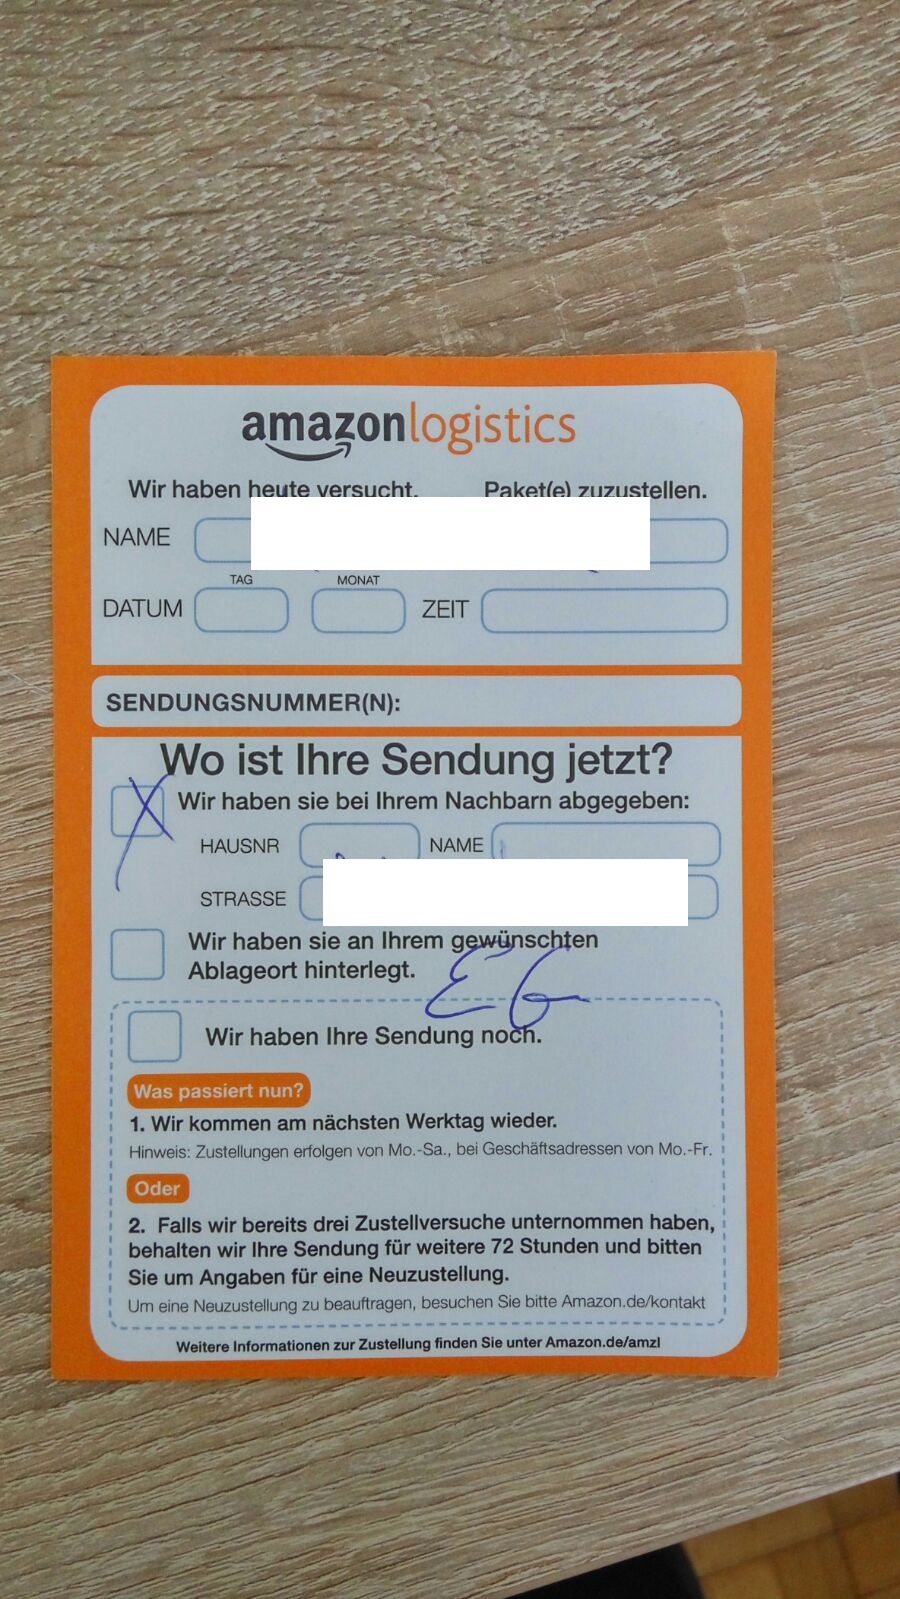 amazonlogistics
Wir haben heute versucht, Paket(e) zuzustellen.
NAME
TAG MONAT
DATUM ZEIT
SENDUNGSNUMMER(N):
Wo ist Ihre Sendung jetzt?
X Wir haben sie bei Ihrem Nachbarn abgegeben:
HAUSNR NAME
STRASSE
Wir haben sie an Ihrem gewünschten
Ablageort hinterlegt.
EG
Wir haben Ihre Sendung noch.
Was passiert nun?
1. Wir kommen am nächsten Werktag wieder.
Hinweis: Zustellungen erfolgen von Mo.-Sa., bei Geschäftsadressen von Mo.-Fr.
Oder
2. Falls wir bereits drei Zustellversuche unternommen haben,
behalten wir Ihre Sendung für weitere 72 Stunden und bitten
Sie um Angaben für eine Neuzustellung.
Um eine Neuzustellung zu beauftragen, besuchen Sie bitte Amazon.de/kontakt
Weitere Informationen zur Zustellung finden Sie unter Amazon.de/amzl